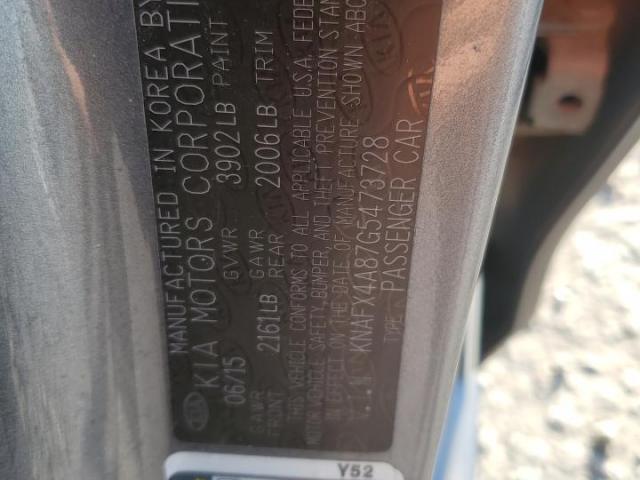 MANUFACTURED IN KOREA BY
KIA MOTORS CORPORATI
06/15 GVWR 3902LB PAINT
GAWR FRONT 2161LB GAWR REAR 2006LB TRIM
THIS VEHICLE CONFORMS TO ALL APPLICABLE U.S.A. FEDE
MOTOR VEHICLE SAFETY, BUMPER, AND THEFT PREVENTION STAN
IN EFFECT ON THE DATE OF MANUFACTURE SHOWN ABC
V.I.N: KNAFX4A87G5473728
TYPE: PASSENGER CAR
KIA
Y52